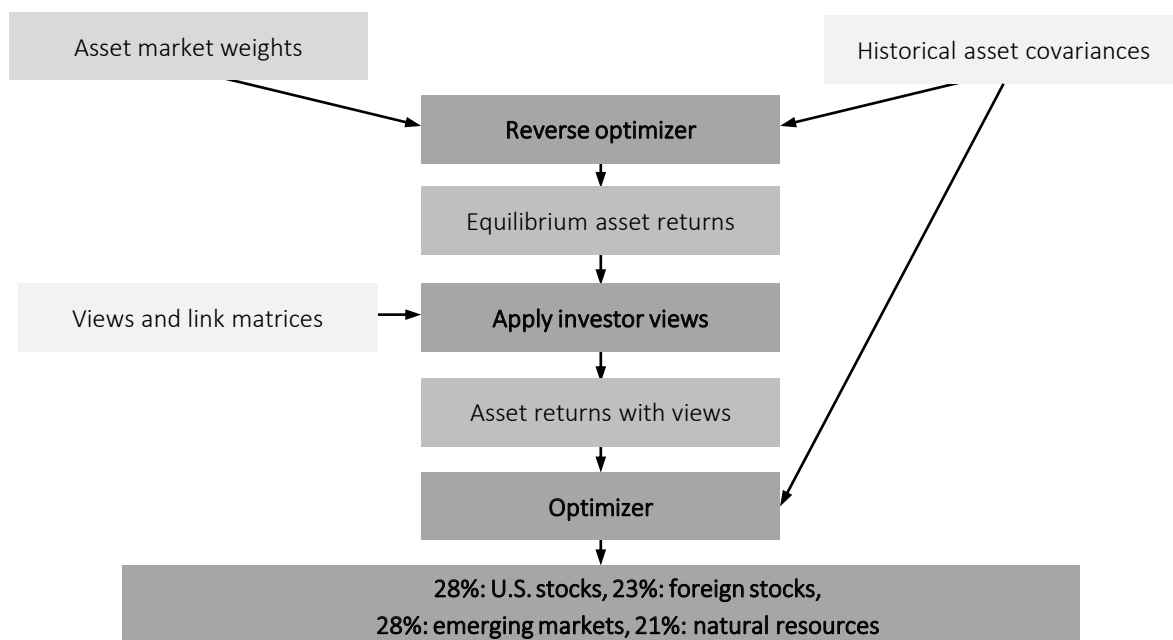 Asset market weights
Historical asset covariances
Reverse optimizer
Equilibrium asset returns
Views and link matrices
Apply investor views
Asset returns with views
Optimizer
28%: U.S. stocks, 23%: foreign stocks,
28%: emerging markets, 21%: natural resources